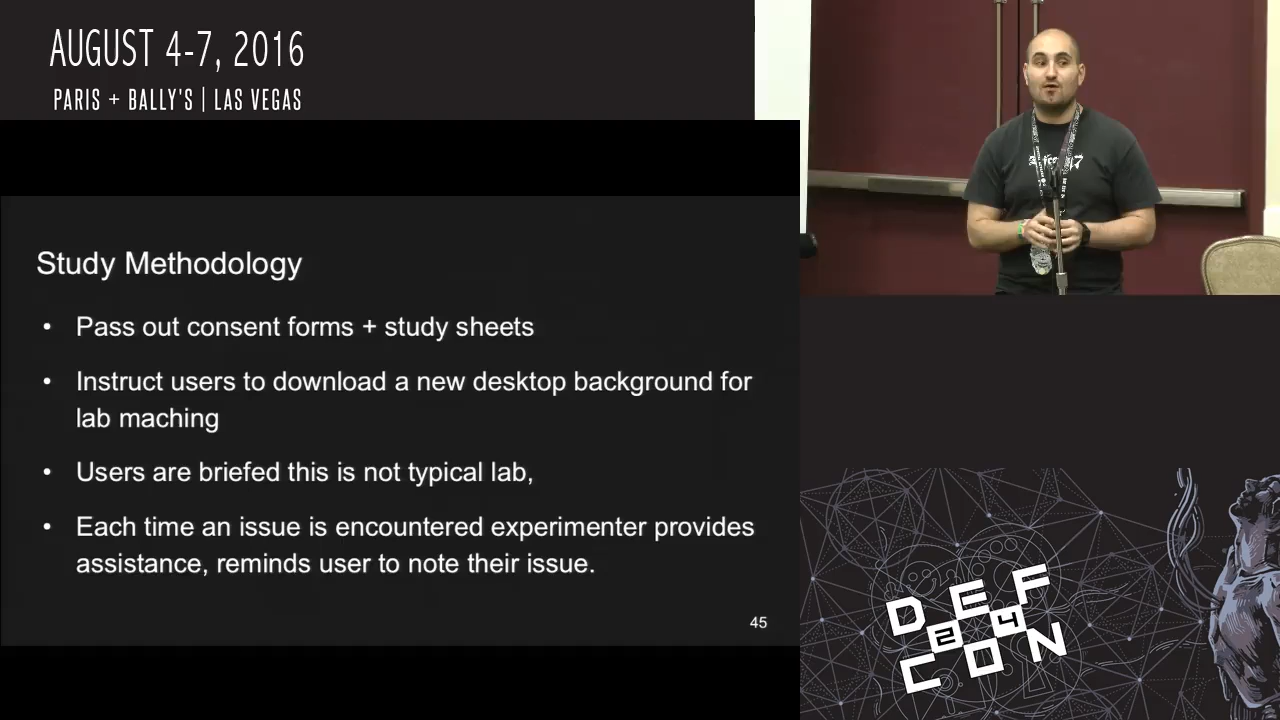 AUGUST 4-7, 2016
PARIS + BALLY'S | LAS VEGAS
Study Methodology
• Pass out consent forms + study sheets
• Instruct users to download a new desktop background for
lab maching
• Users are briefed this is not typical lab,
• Each time an issue is encountered experimenter provides
assistance, reminds user to note their issue.
45
DEF
24
CON